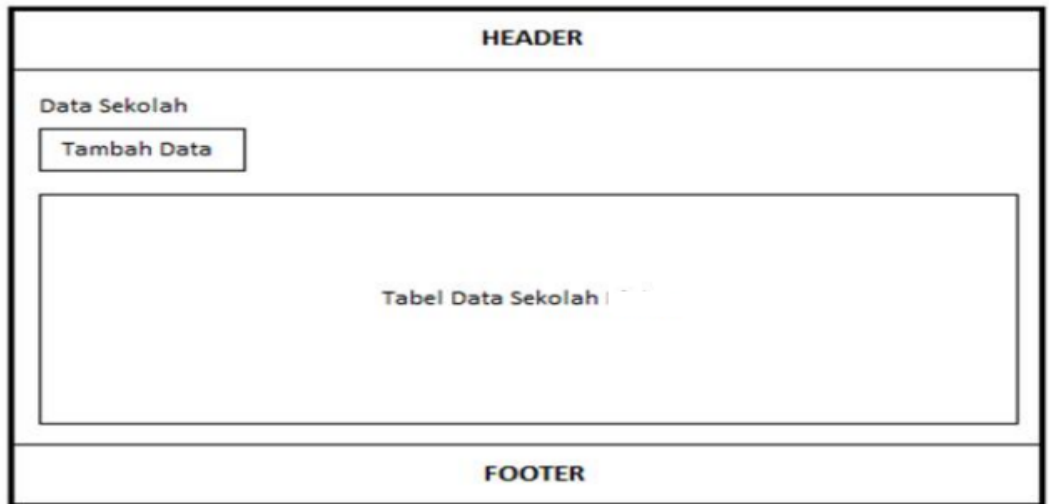 HEADER
Data Sekolah
Tambah Data
Tabel Data Sekolah
FOOTER